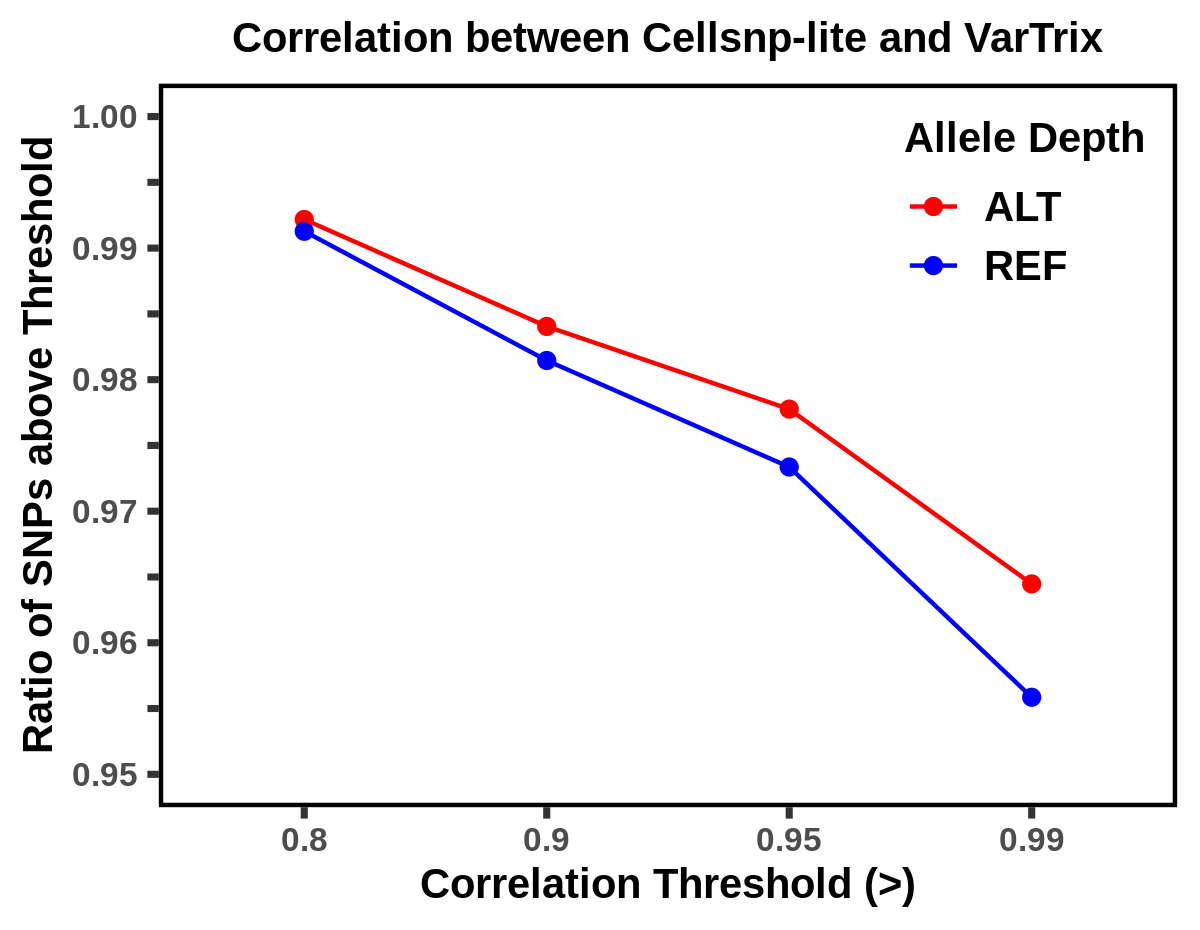 Correlation between Cellsnp-lite and VarTrix
Ratio of SNPs above Threshold
1.00
0.99
0.98
0.97
0.96
0.95
Allele Depth
ALT
REF
0.8 0.9 0.95 0.99
Correlation Threshold (>)